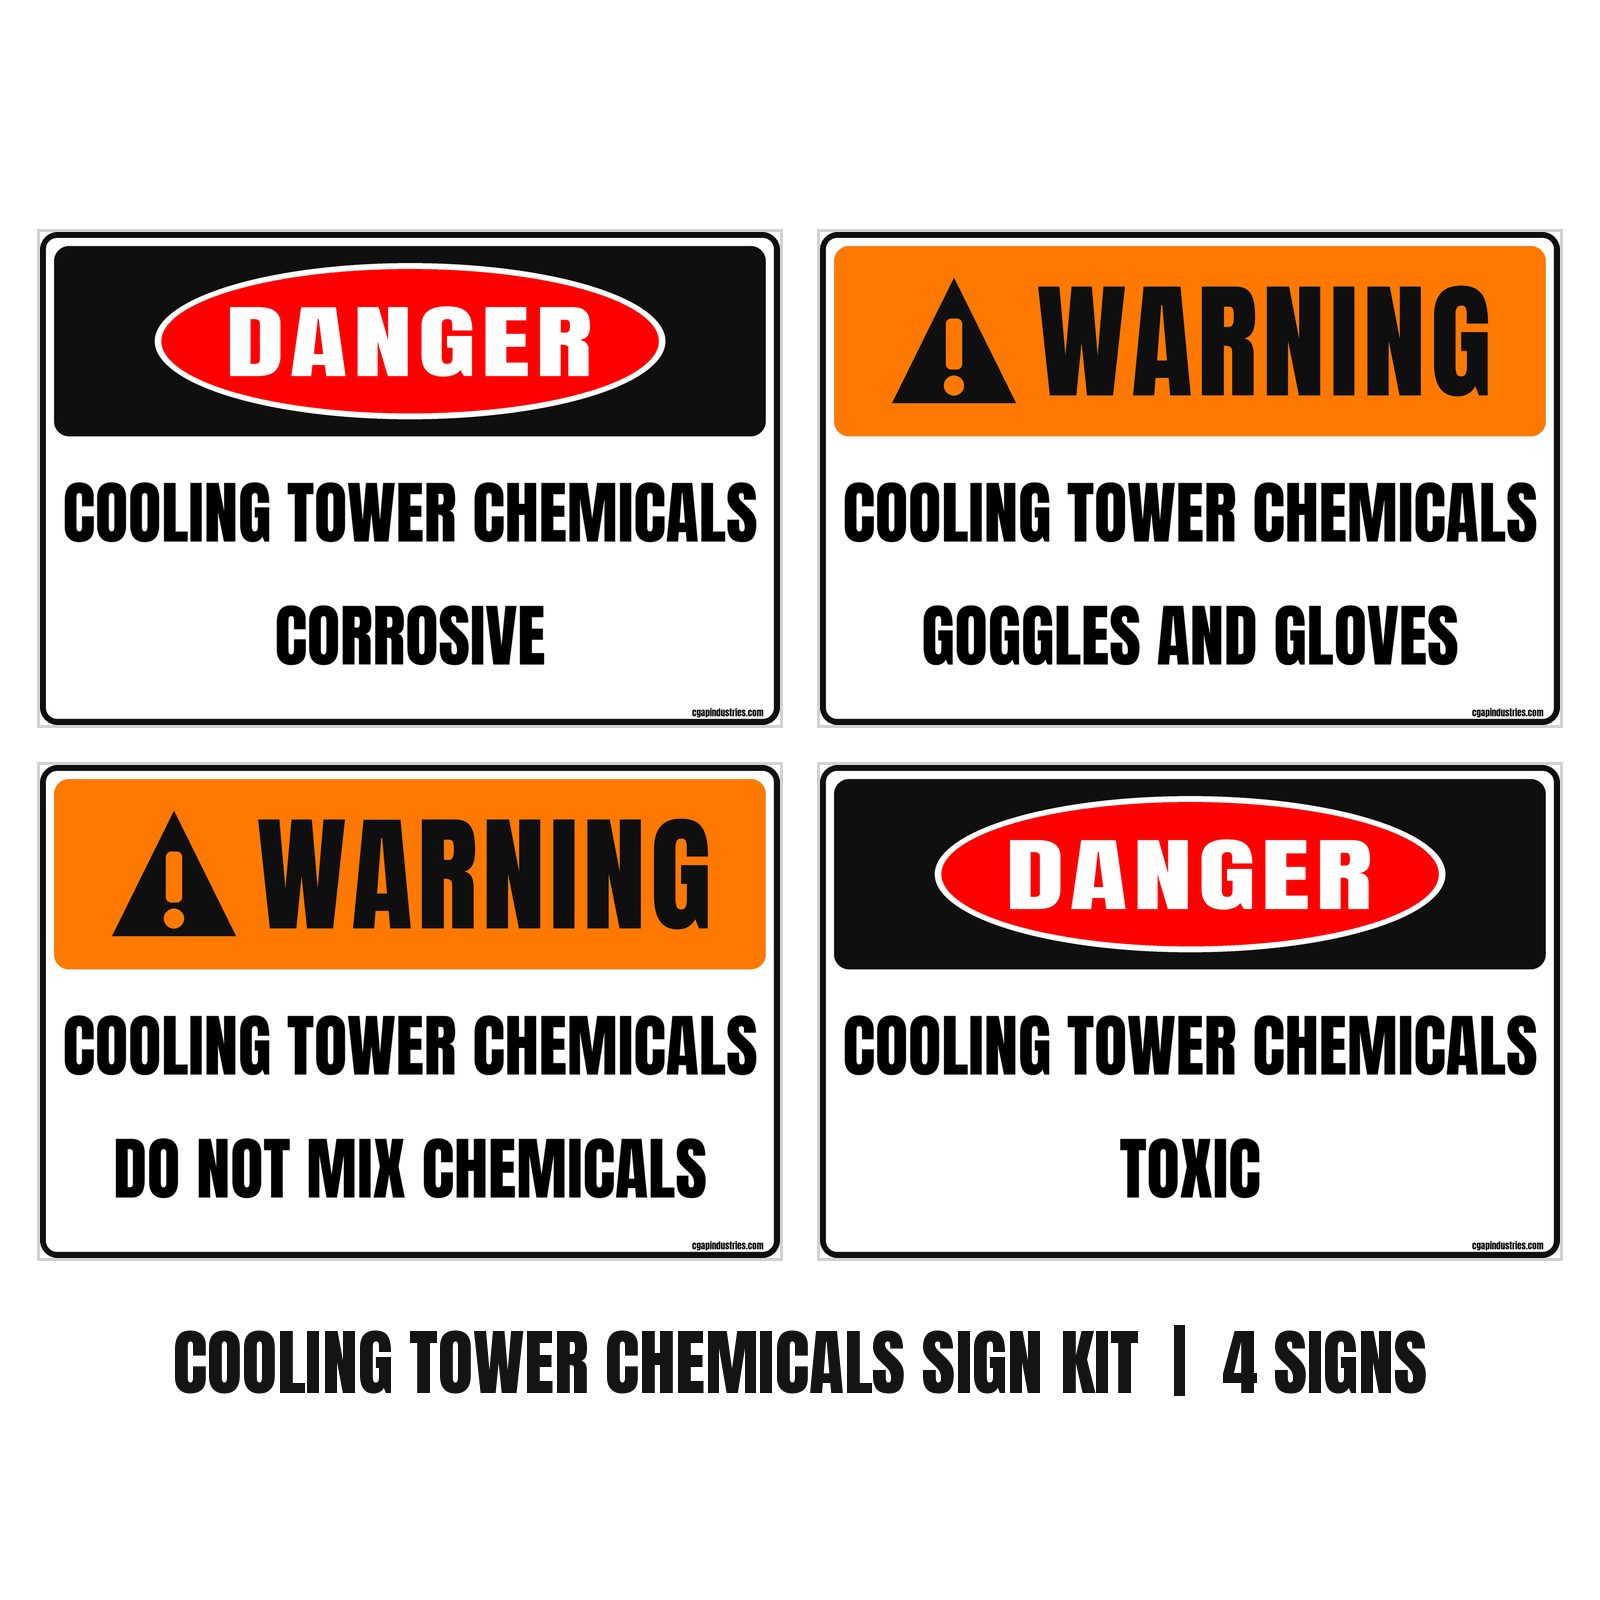 DANGER
COOLING TOWER CHEMICALS
CORROSIVE
cgapindustries.com
WARNING
COOLING TOWER CHEMICALS
GOGGLES AND GLOVES
cgapindustries.com
WARNING
COOLING TOWER CHEMICALS
DO NOT MIX CHEMICALS
cgapindustries.com
DANGER
COOLING TOWER CHEMICALS
TOXIC
cgapindustries.com
COOLING TOWER CHEMICALS SIGN KIT | 4 SIGNS